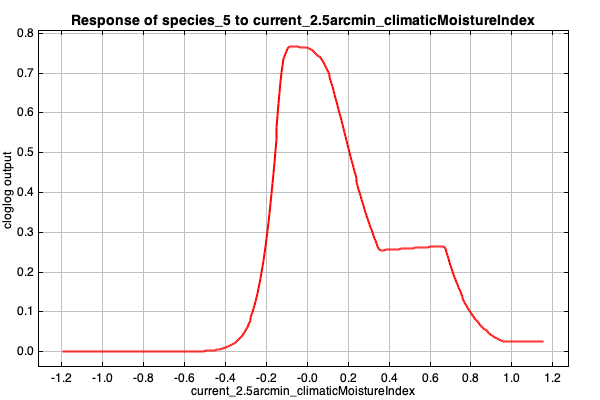 Response of species_5 to current_2.5arcmin_climaticMoistureIndex
cloglog output
0.8
0.7
0.6
0.5
0.4
0.3
0.2
0.1
0.0
-1.2 -1.0 -0.8 -0.6 -0.4 -0.2 -0.0 0.2 0.4 0.6 0.8 1.0 1.2
current_2.5arcmin_climaticMoistureIndex